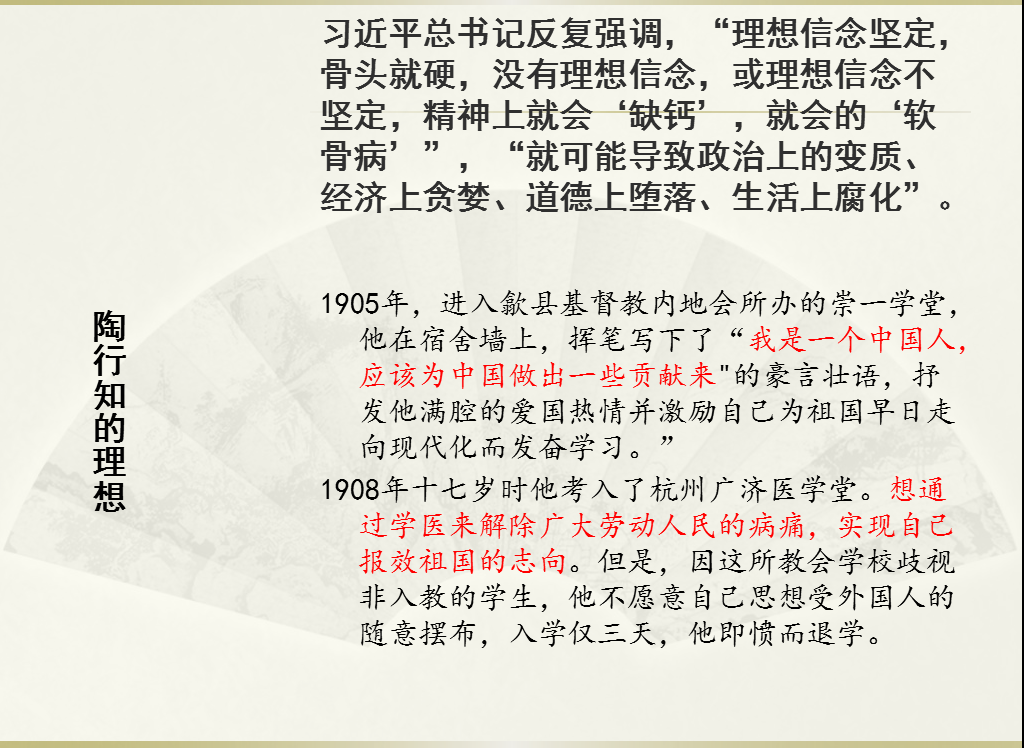 习近平总书记反复强调，“理想信念坚定，
骨头就硬，没有理想信念，或理想信念不
坚定，精神上就会‘缺钙’，就会的‘软
骨病’”，“就可能导致政治上的变质、
经济上贪婪、道德上堕落、生活上腐化”。
陶行知的理想
1905年，进入歙县基督教内地会所办的崇一学堂，
他在宿舍墙上，挥笔写下了“我是一个中国人，
应该为中国做出一些贡献来"的豪言壮语，抒
发他满腔的爱国热情并激励自己为祖国早日走
向现代化而发奋学习。”
1908年十七岁时他考入了杭州广济医学堂。想通
过学医来解除广大劳动人民的病痛，实现自己
报效祖国的志向。但是，因这所教会学校歧视
非入教的学生，他不愿意自己思想受外国人的
随意摆布，入学仅三天，他即愤而退学。